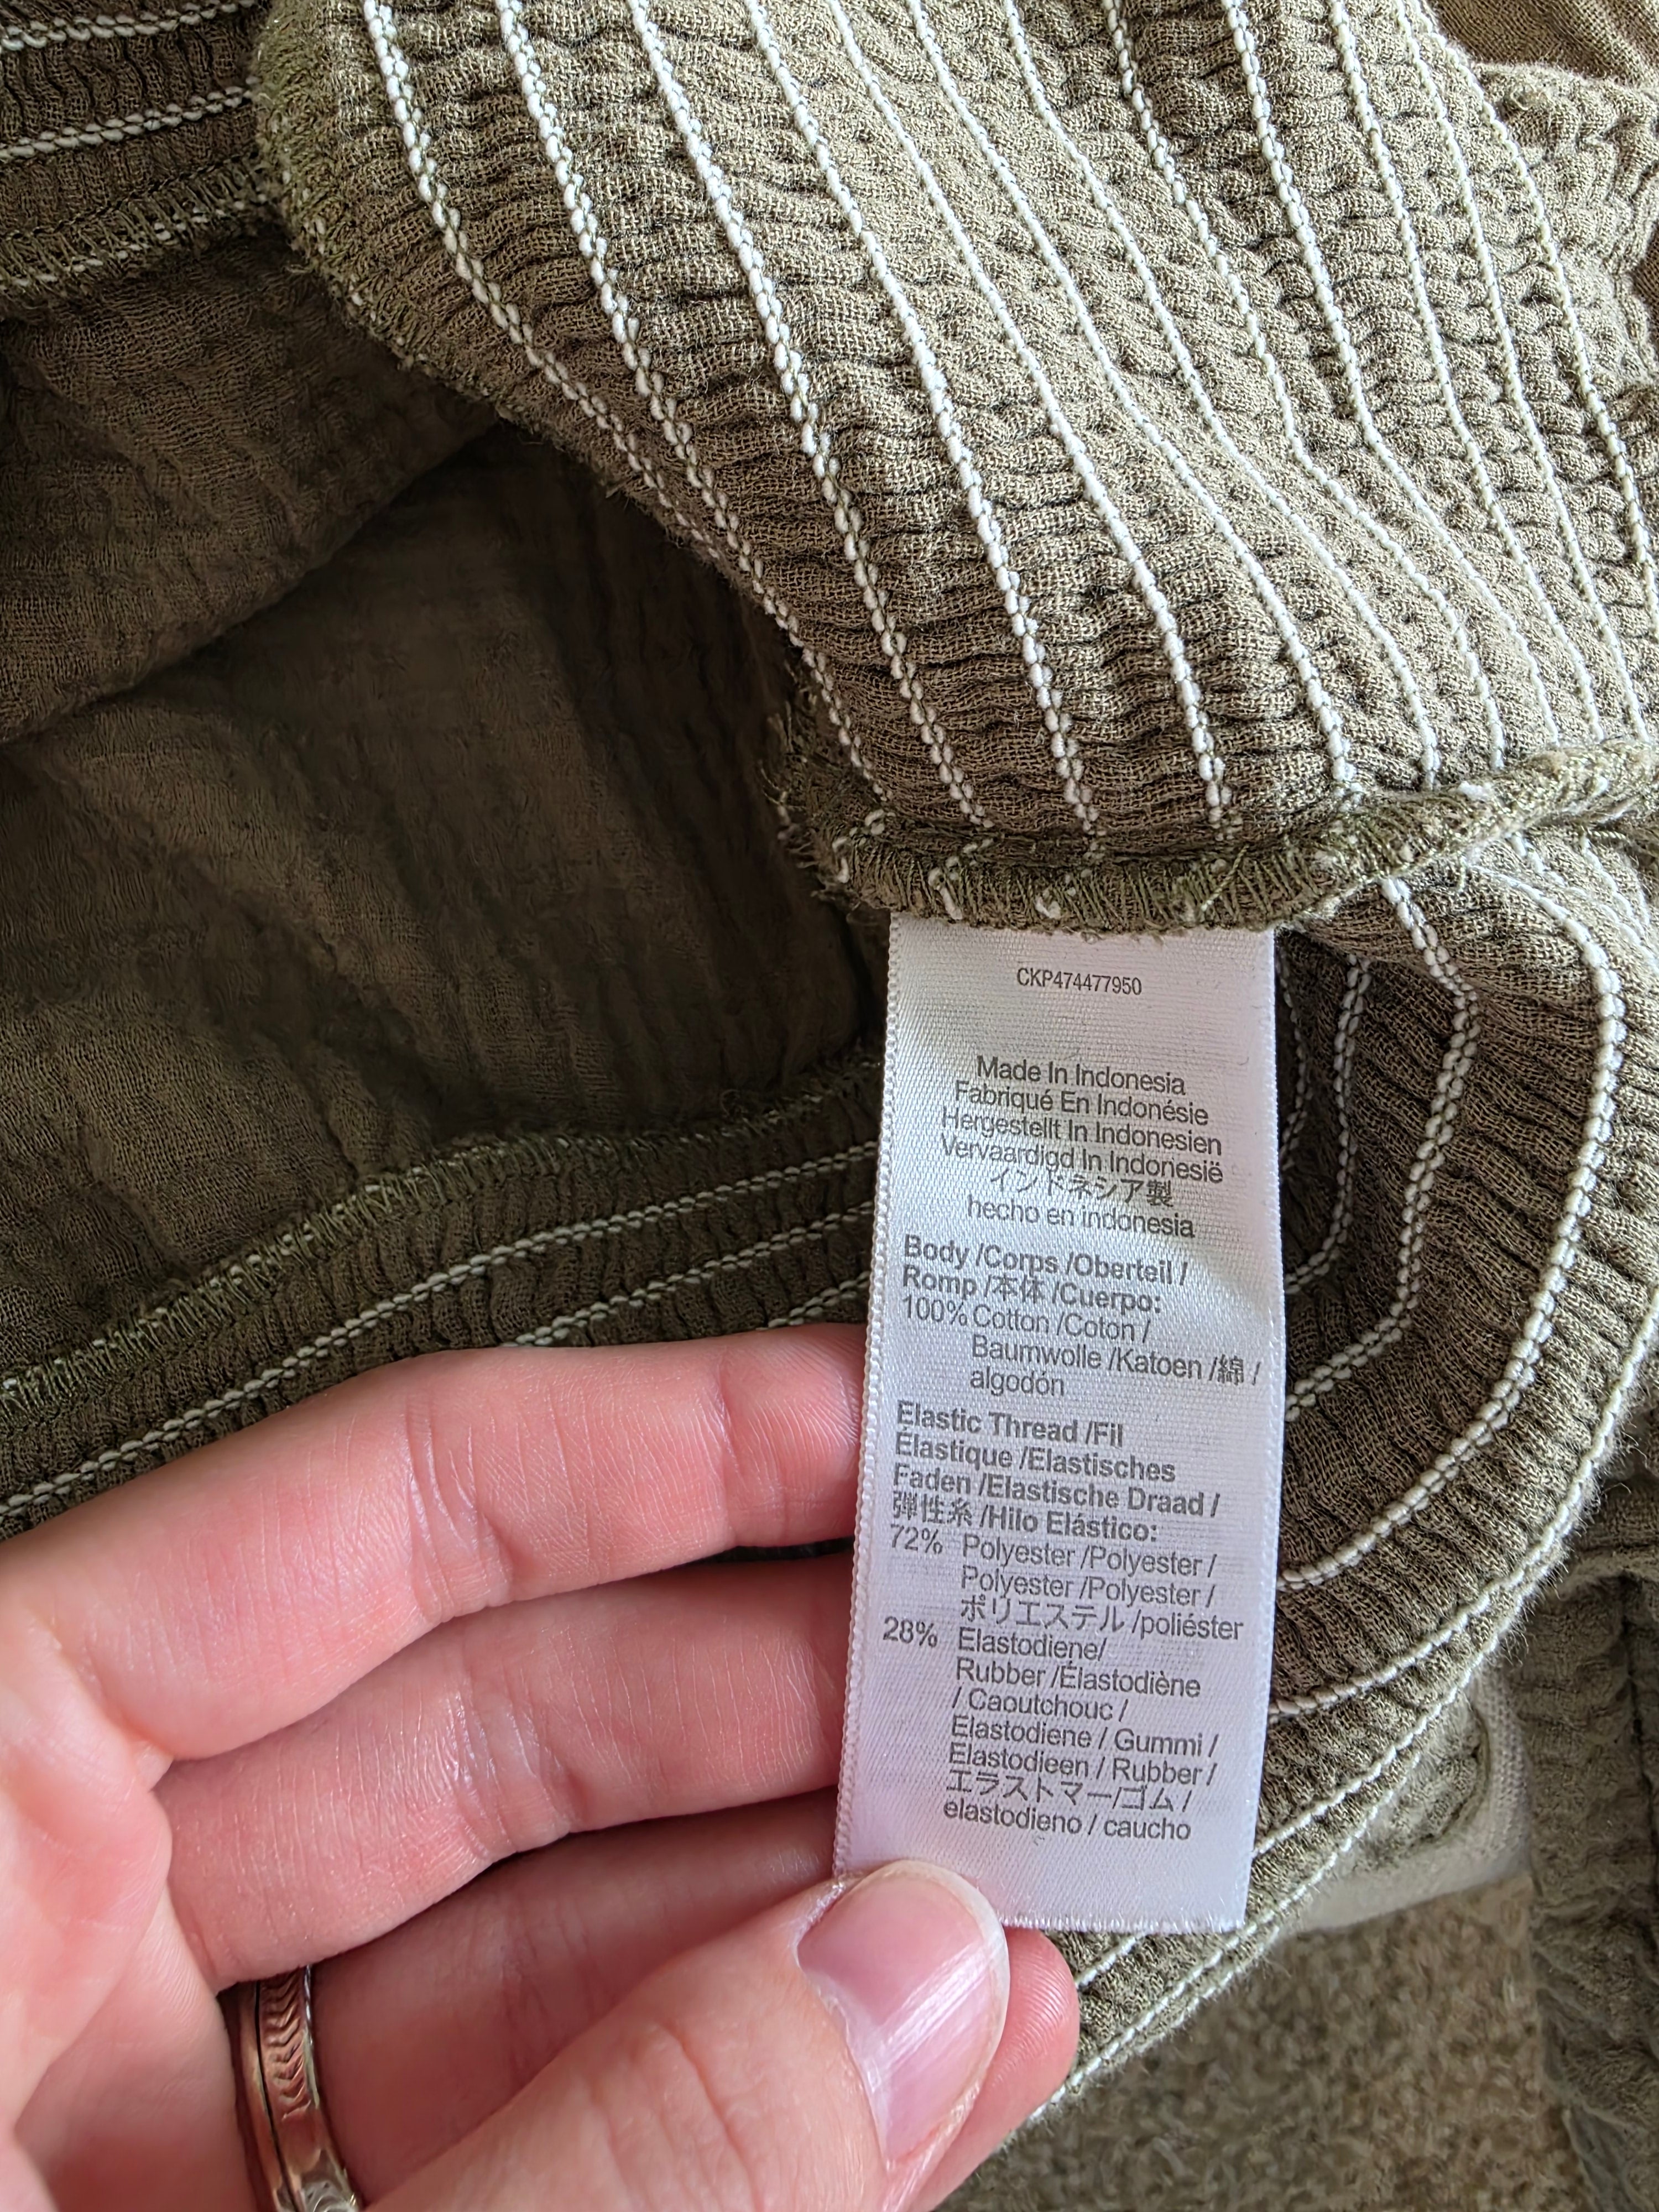 CKP474477950
Made In Indonesia
Fabriqué En Indonésie
Hergestellt In Indonesien
Vervaardigd In Indonesië
インドネシア製
hecho en indonesia
Body /Corps /Oberteil /
Romp /本体 /Cuerpo:
100% Cotton /Coton /
Baumwolle /Katoen /綿 /
algodón
Elastic Thread /Fil
Élastique /Elastisches
Faden /Elastische Draad /
弾性糸 /Hilo Elástico:
72% Polyester /Polyester /
Polyester /Polyester /
ポリエステル /poliéster
28% Elastodiene/
Rubber /Élastodiène
/ Caoutchouc /
Elastodiene / Gummi /
Elastodieen / Rubber /
エラストマー/ゴム /
elastodieno / caucho